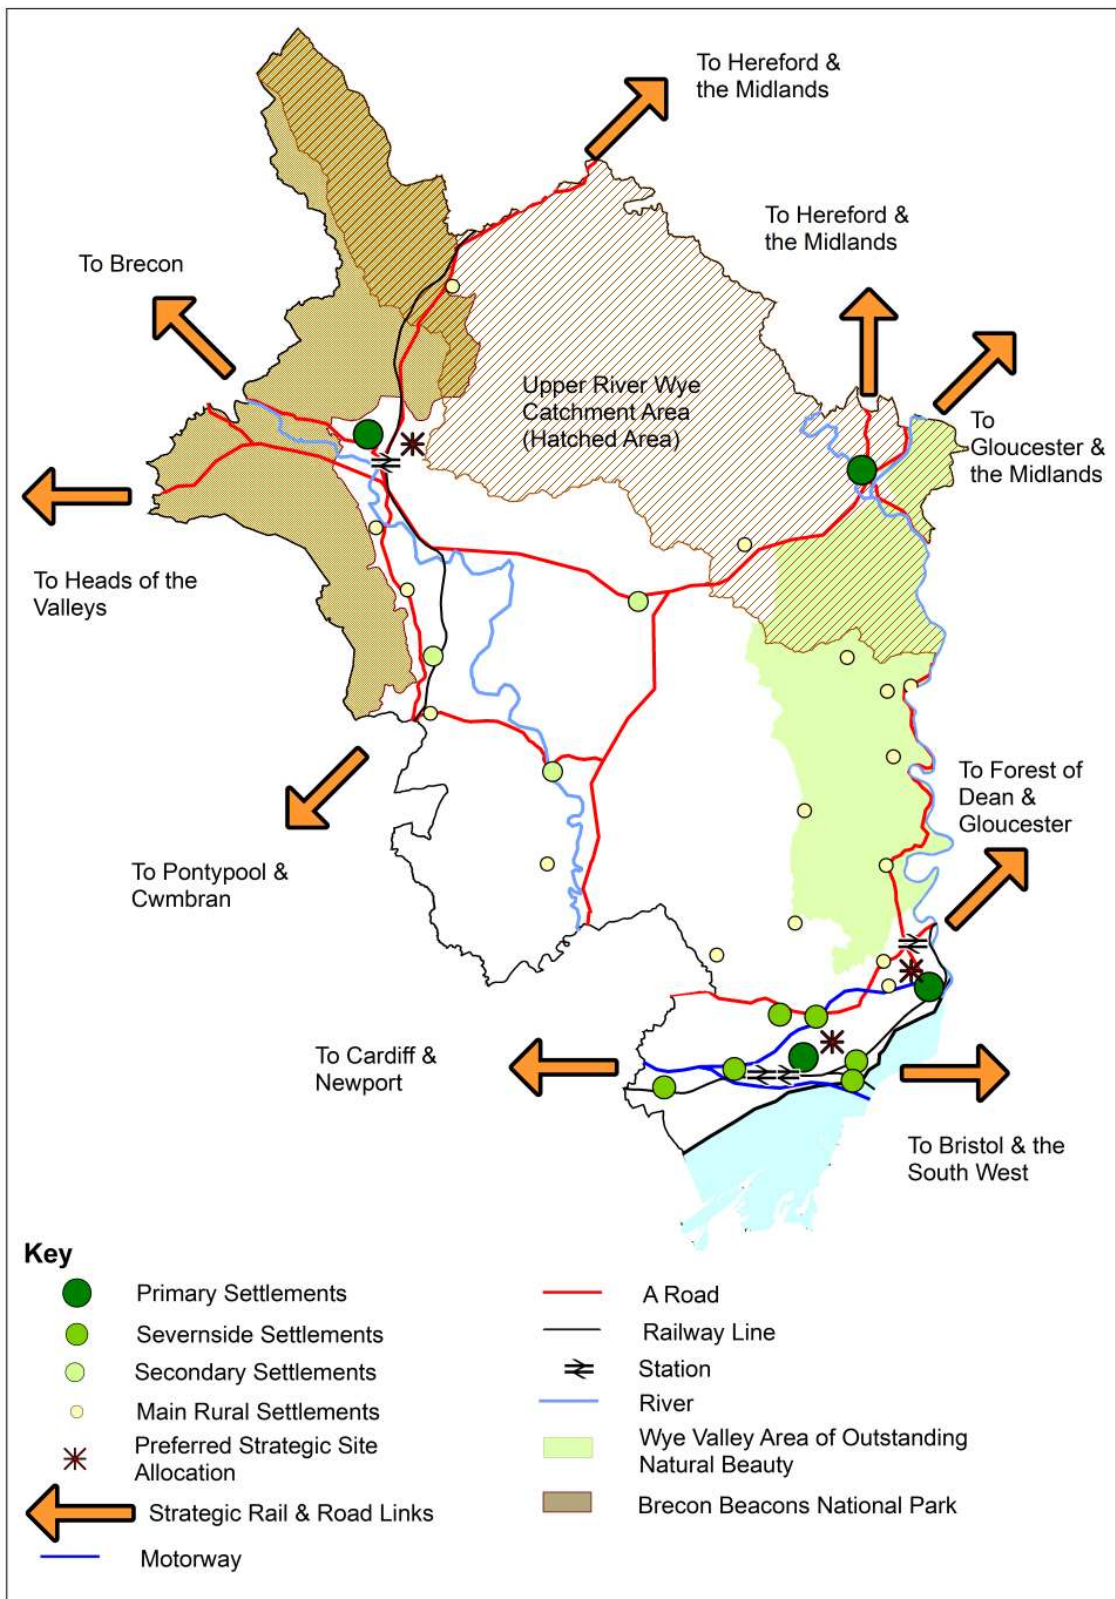 To Hereford &
the Midlands
To Hereford &
the Midlands
To Brecon
Upper River Wye
Catchment Area
(Hatched Area)
To
Gloucester &
the Midlands
To Heads of the
Valleys
To Forest of
Dean &
Gloucester
To Pontypool &
Cwmbran
To Cardiff &
Newport
To Bristol & the
South West
Key
Primary Settlements
Severnside Settlements
Secondary Settlements
Main Rural Settlements
Preferred Strategic Site
Allocation
Strategic Rail & Road Links
Motorway
A Road
Railway Line
Station
River
Wye Valley Area of Outstanding
Natural Beauty
Brecon Beacons National Park